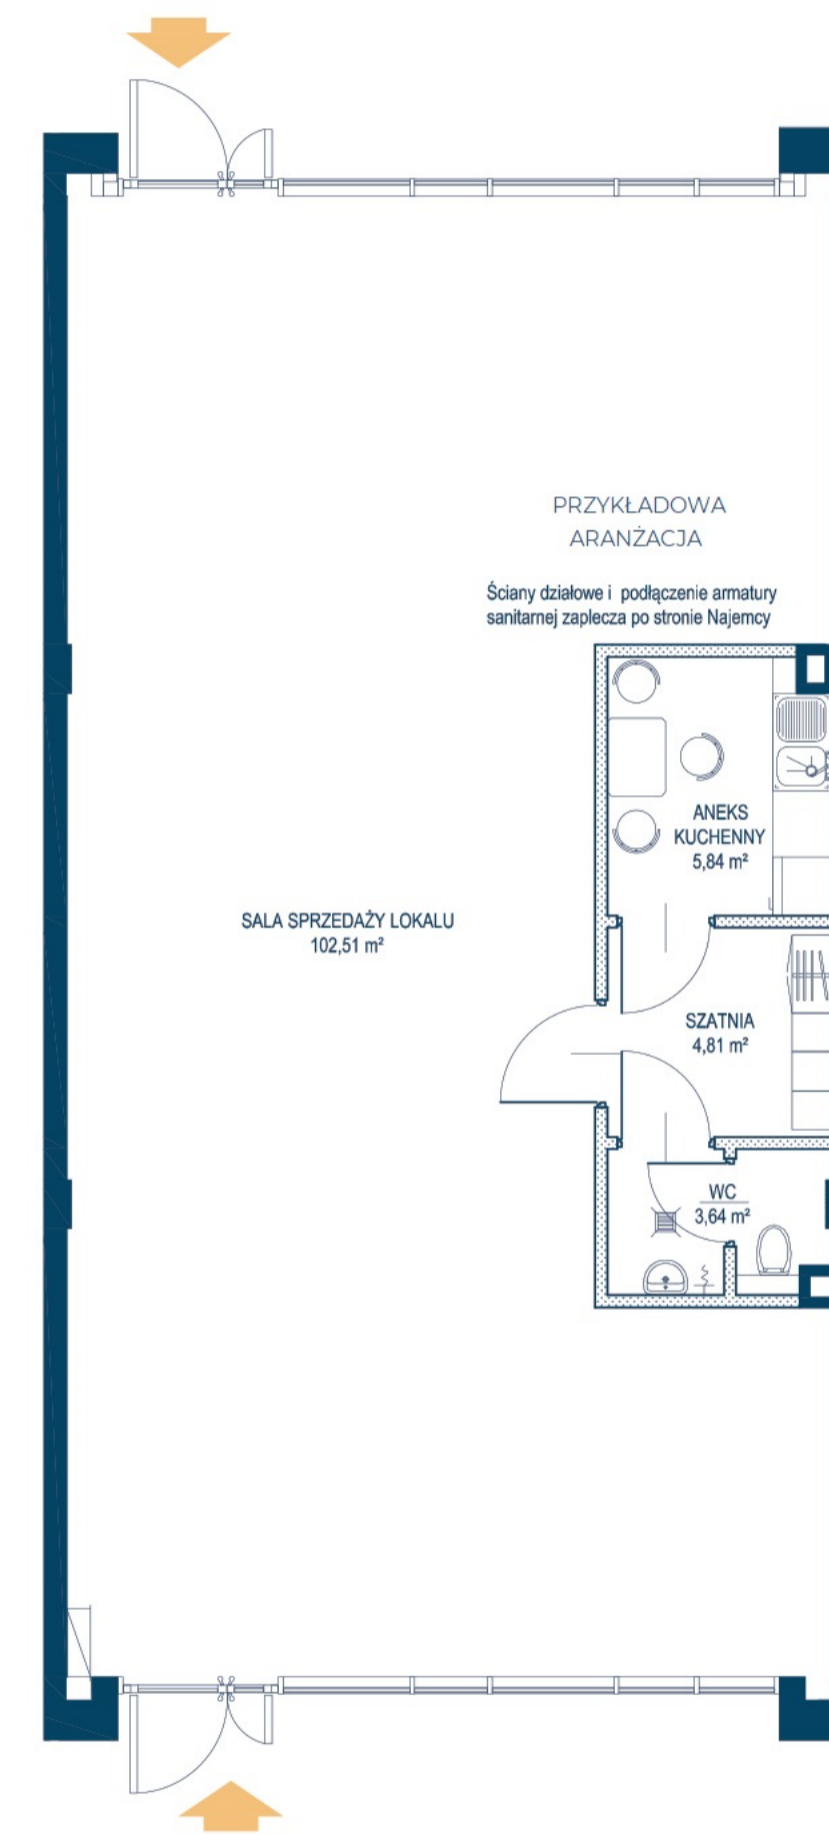 PRZYKŁADOWA
ARANŻACJA
Ściany działowe i podłączenie armatury
sanitarnej zaplecza po stronie Najemcy
ANEKS
KUCHENNY
5,84 m²
SALA SPRZEDAŻY LOKALU
102,51 m²
SZATNIA
4,81 m²
WC
3,64 m²